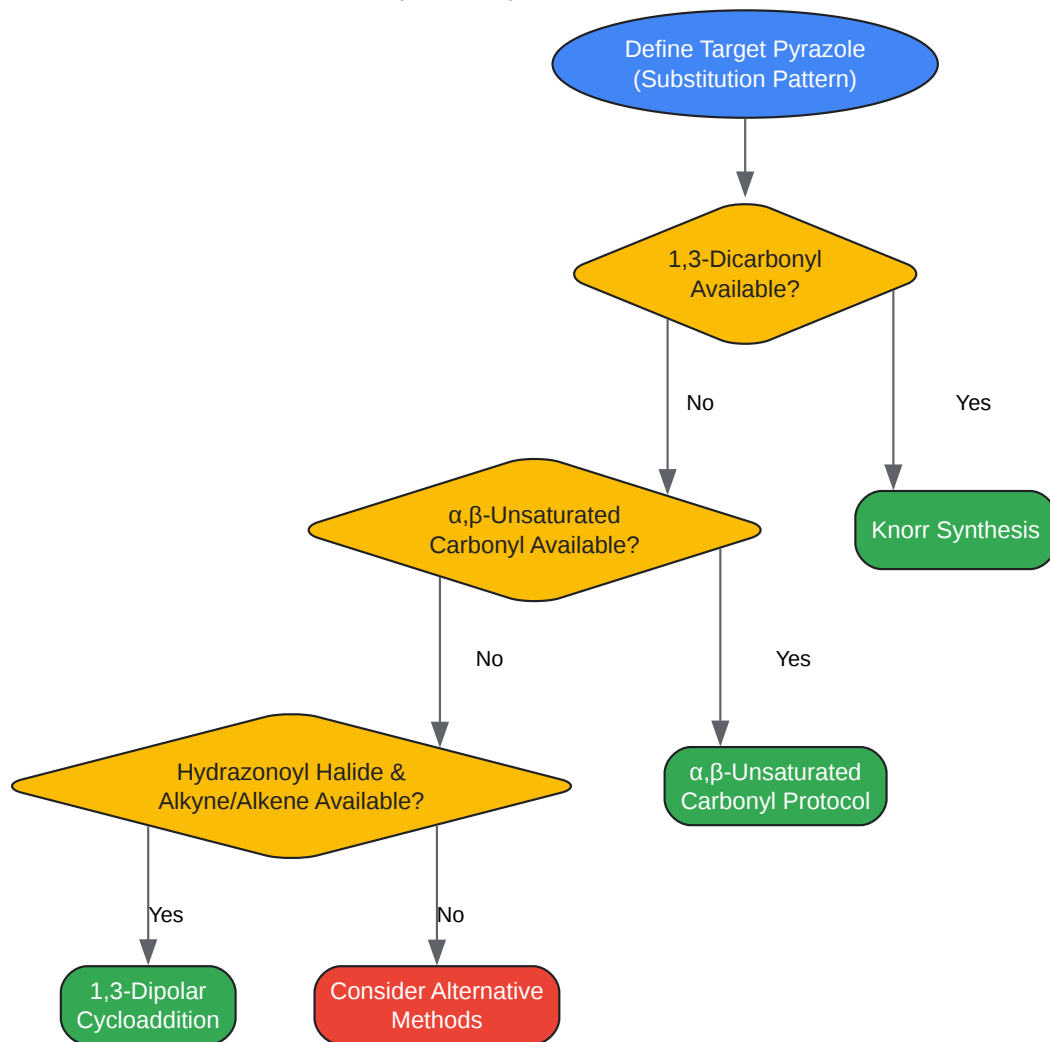 Define Target Pyrazole
(Substitution Pattern)
1,3-Dicarbonyl
Available?
No
Yes
α,β-Unsaturated
Carbonyl Available?
Knorr Synthesis
No
Yes
Hydrazonoyl Halide &
Alkyne/Alkene Available?
α,β-Unsaturated
Carbonyl Protocol
Yes
No
1,3-Dipolar
Cycloaddition
Consider Alternative
Methods